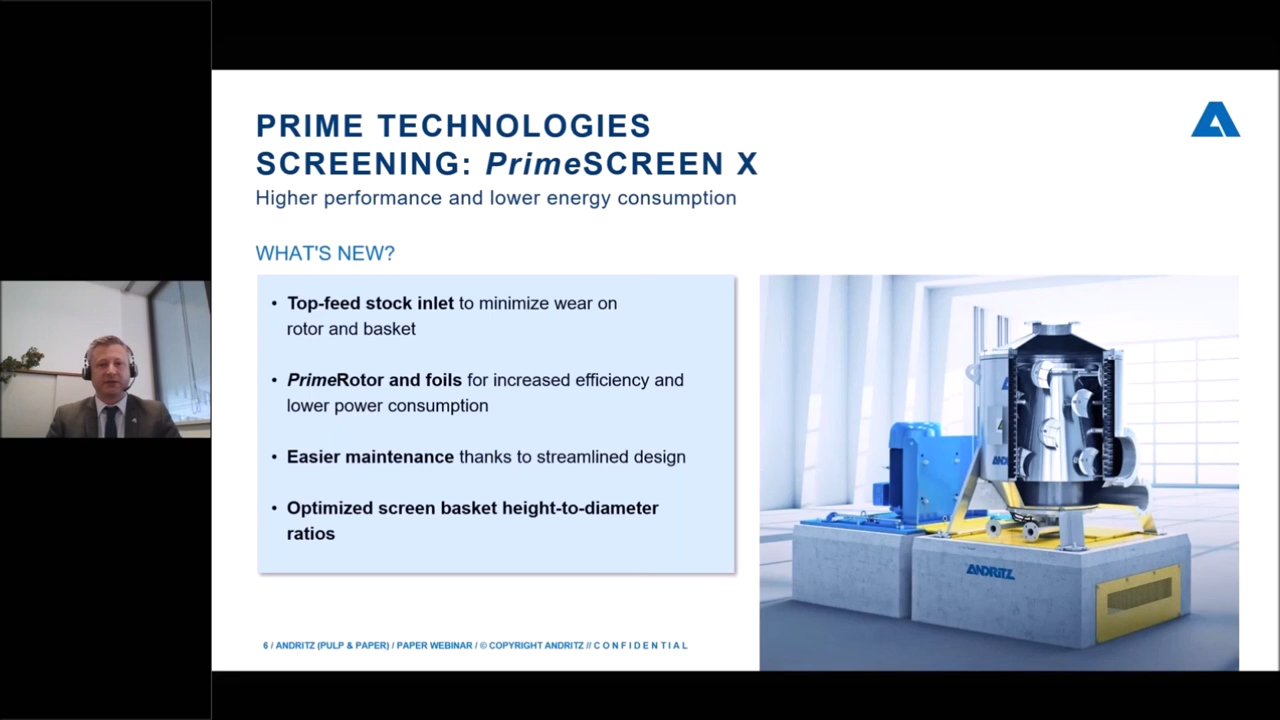 PRIME TECHNOLOGIES
SCREENING: PrimeSCREEN X
Higher performance and lower energy consumption
WHAT'S NEW?
• Top-feed stock inlet to minimize wear on
rotor and basket
• PrimeRotor and foils for increased efficiency and
lower power consumption
• Easier maintenance thanks to streamlined design
• Optimized screen basket height-to-diameter
ratios
ANDRITZ
6 / ANDRITZ (PULP & PAPER) / PAPER WEBINAR / © COPYRIGHT ANDRITZ // CONFIDENTIAL